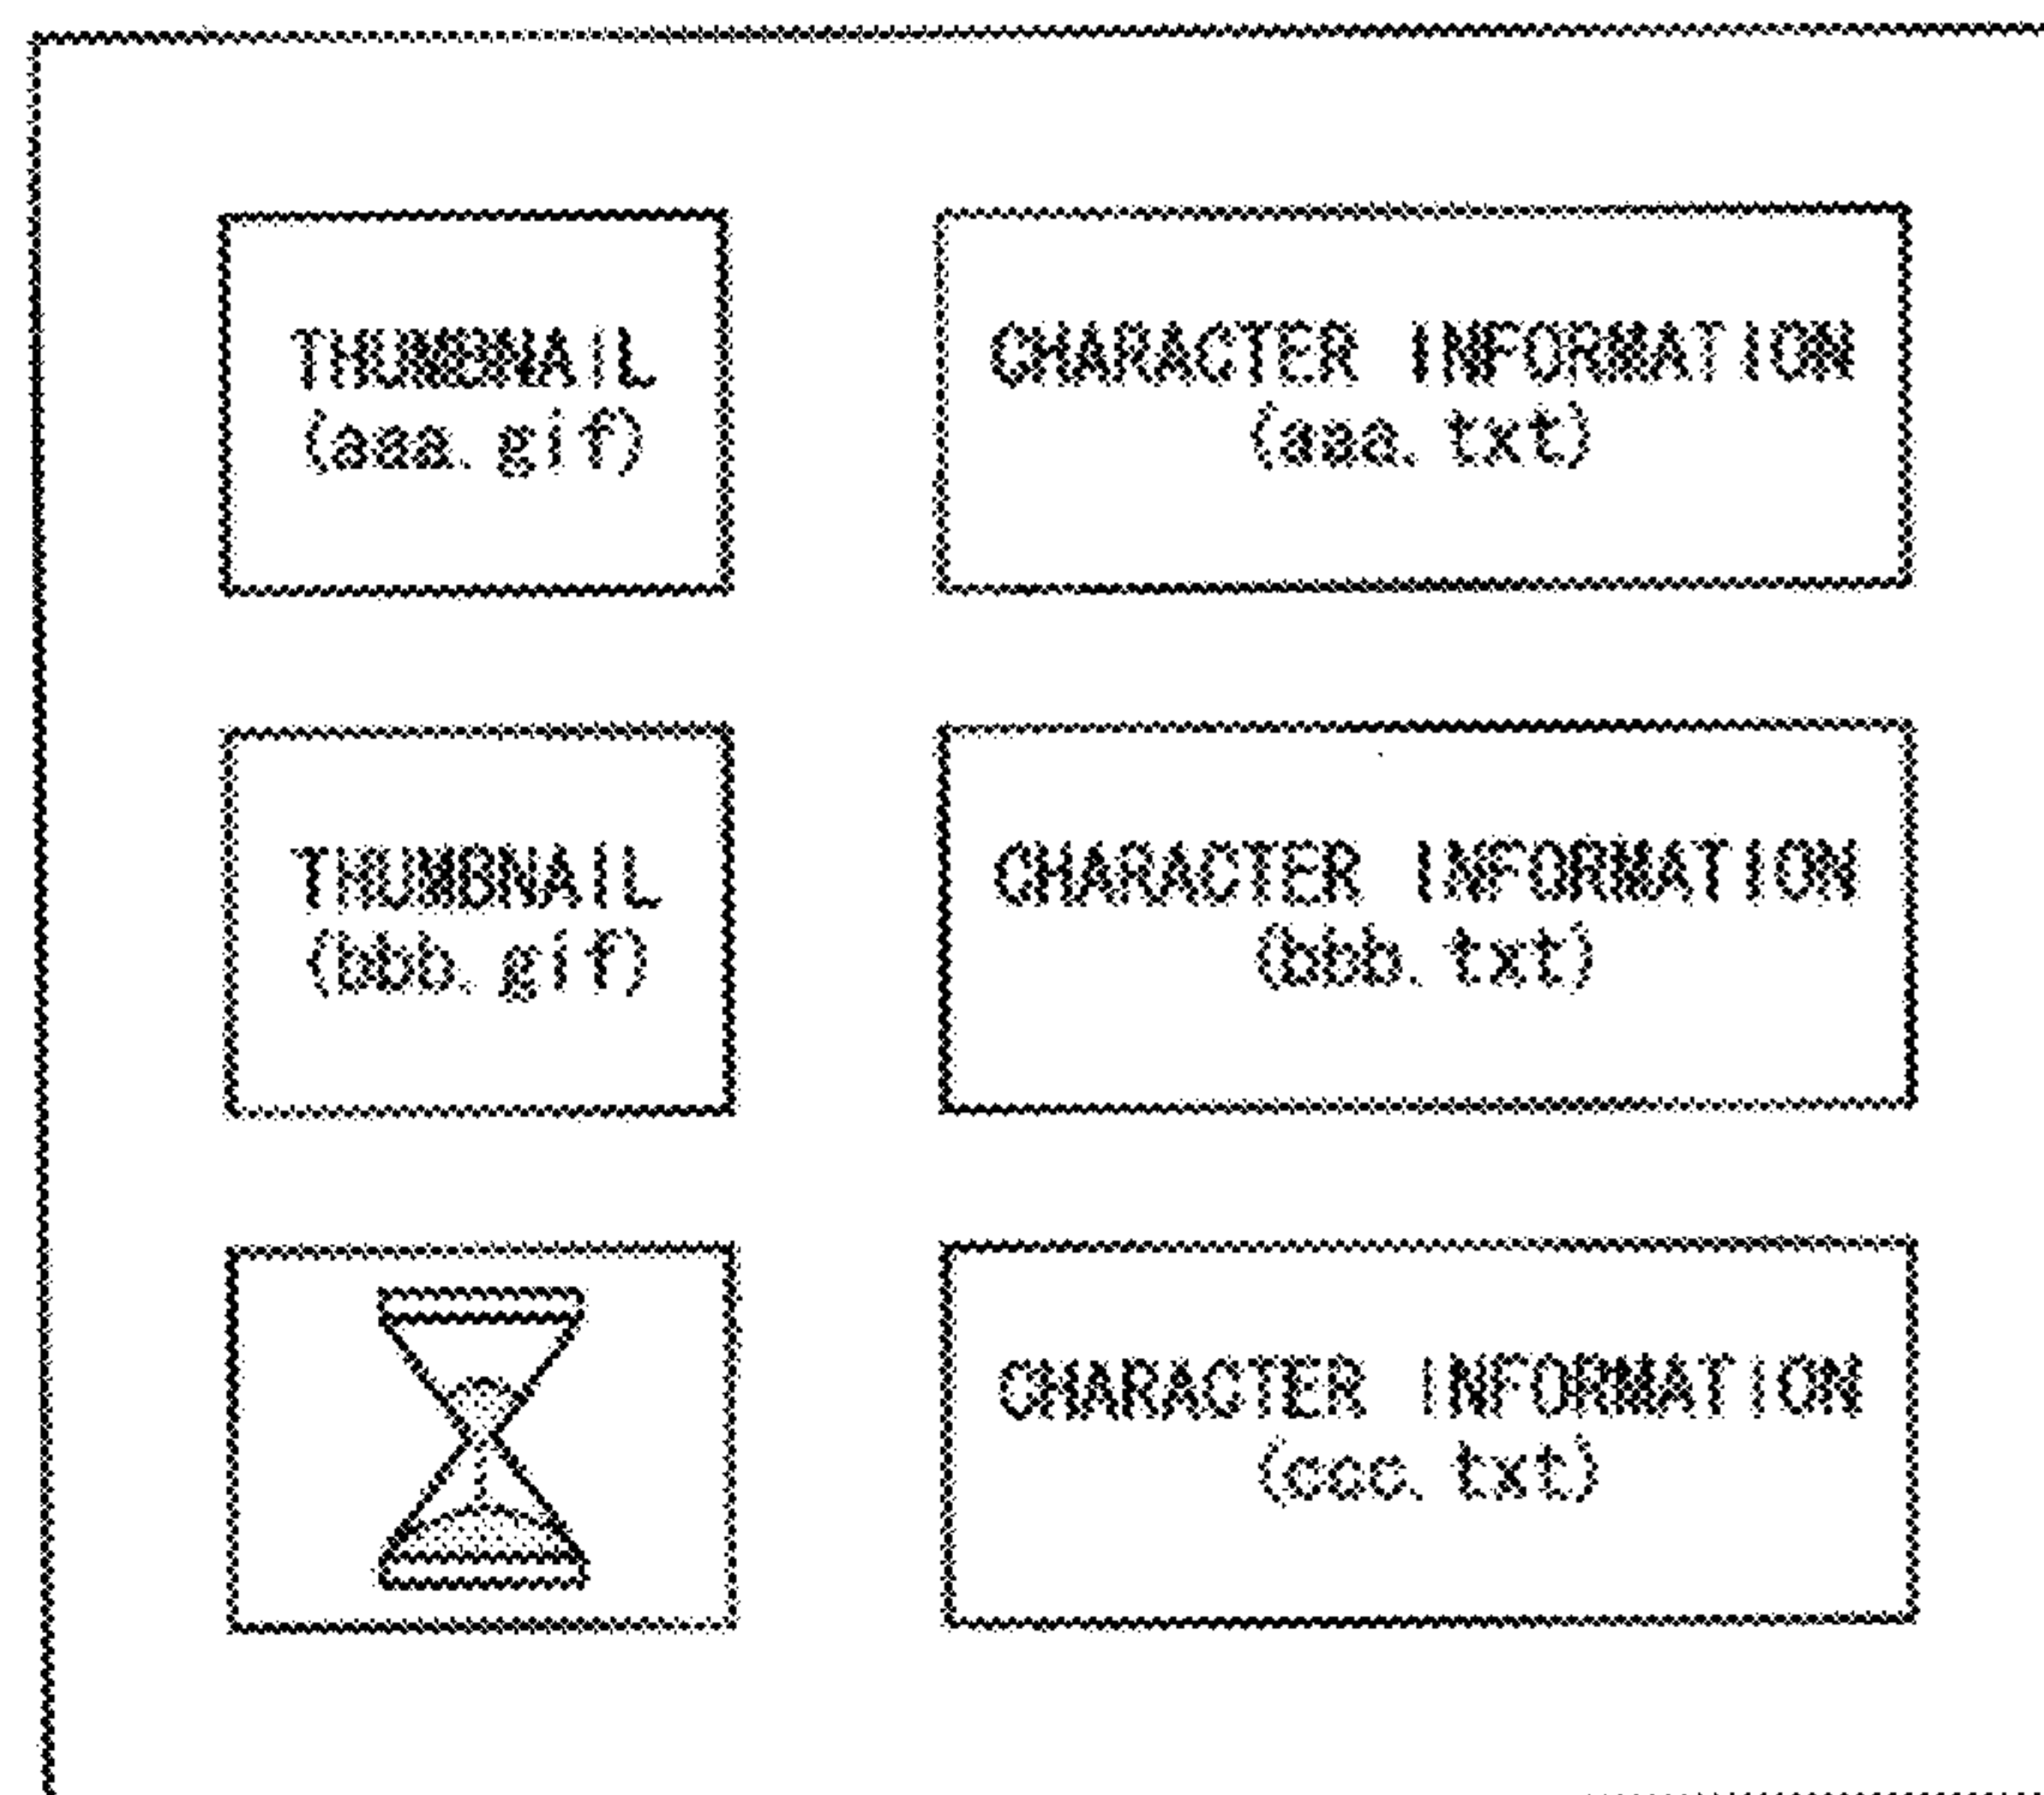 THUMBNAIL
(aaa. gif)
CHARACTER INFORMATION
(aaa. txt)
THUMBNAIL
(bbb. gif)
CHARACTER INFORMATION
(bbb. txt)
CHARACTER INFORMATION
(ccc. txt)